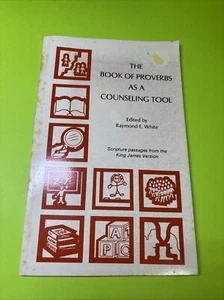 THE
BOOK OF PROVERBS
AS A
COUNSELING TOOL
Edited by
Raymond E. White
Scripture passages from the
King James Version
A
P
C